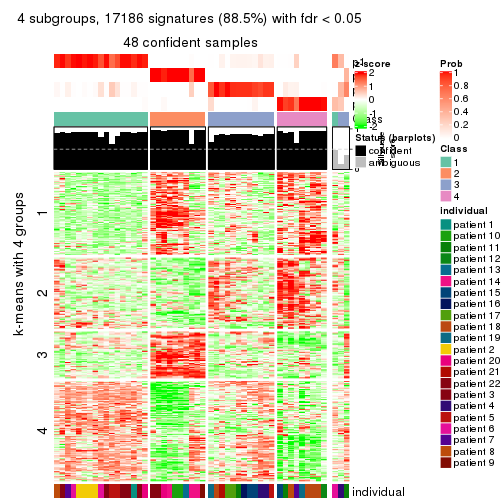 4 subgroups, 17186 signatures (88.5%) with fdr < 0.05
48 confident samples
z-score
2
1
0
-1
-2
Status (barplots)
confident
ambiguous
Prob
1
0.8
0.6
0.4
0.2
0
Class
1
2
3
4
individual
patient 1
patient 10
patient 11
patient 12
patient 13
patient 14
patient 15
patient 16
patient 17
patient 18
patient 19
patient 2
patient 20
patient 21
patient 22
patient 3
patient 4
patient 5
patient 6
patient 7
patient 8
patient 9
k-means with 4 groups
1
2
3
4
individual